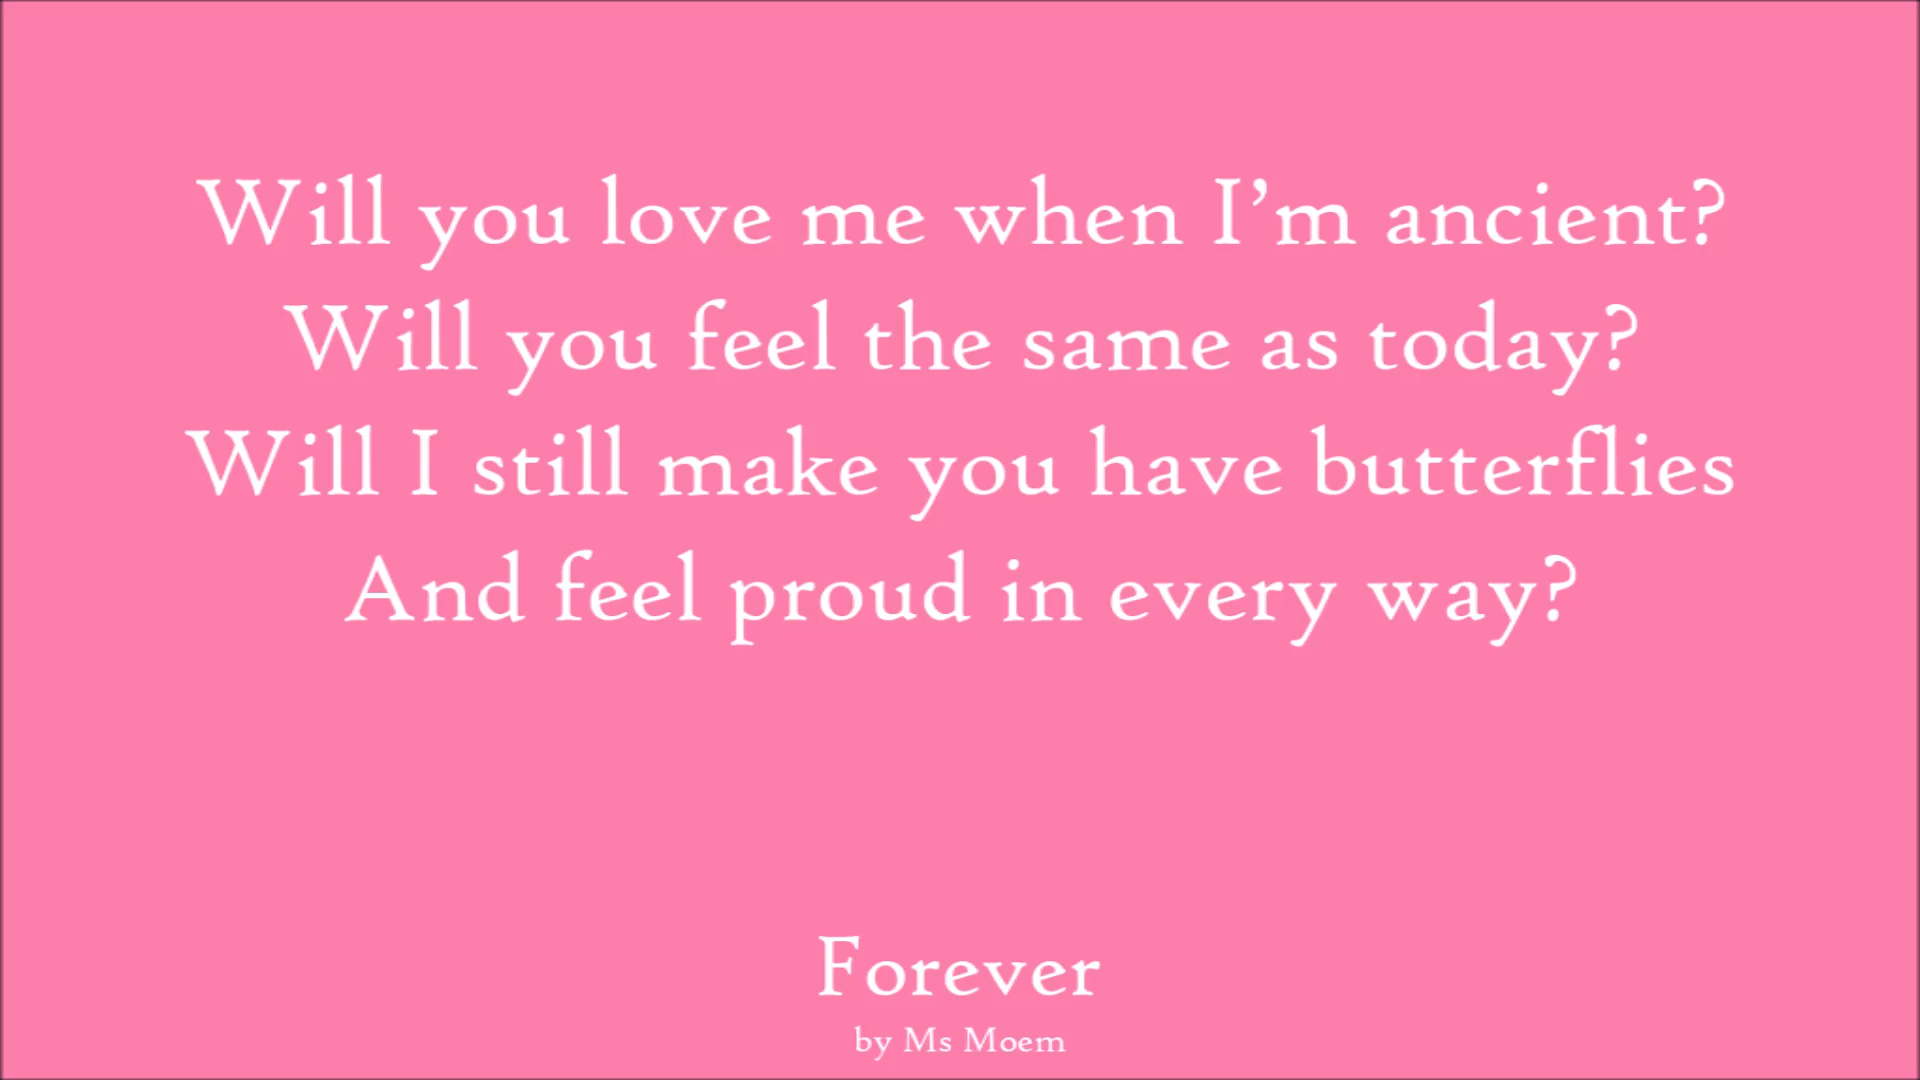 Will you love me when I’m ancient?
Will you feel the same as today?
Will I still make you have butterflies
And feel proud in every way?
Forever
by Ms Moem